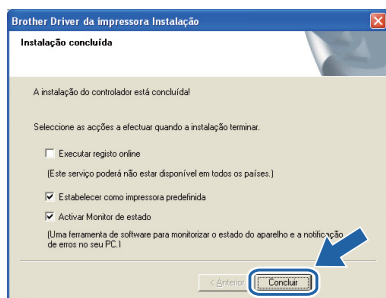 Brother Driver da impressora Instalação
Instalação concluída
A instalação do controlador está concluída!
Seleccione as acções a efectuar quando a instalação terminar.
Executar registo online
(Este serviço poderá não estar disponível em todos os países.)
Estabelecer como impressora predefinida
Activar Monitor de estado
(Uma ferramenta de software para monitorizar o estado do aparelho e a notificação
de erros no seu PC.)
< Anterior
Concluir